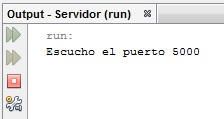 Output - Servidor (run)
run:
Escucho el puerto 5000